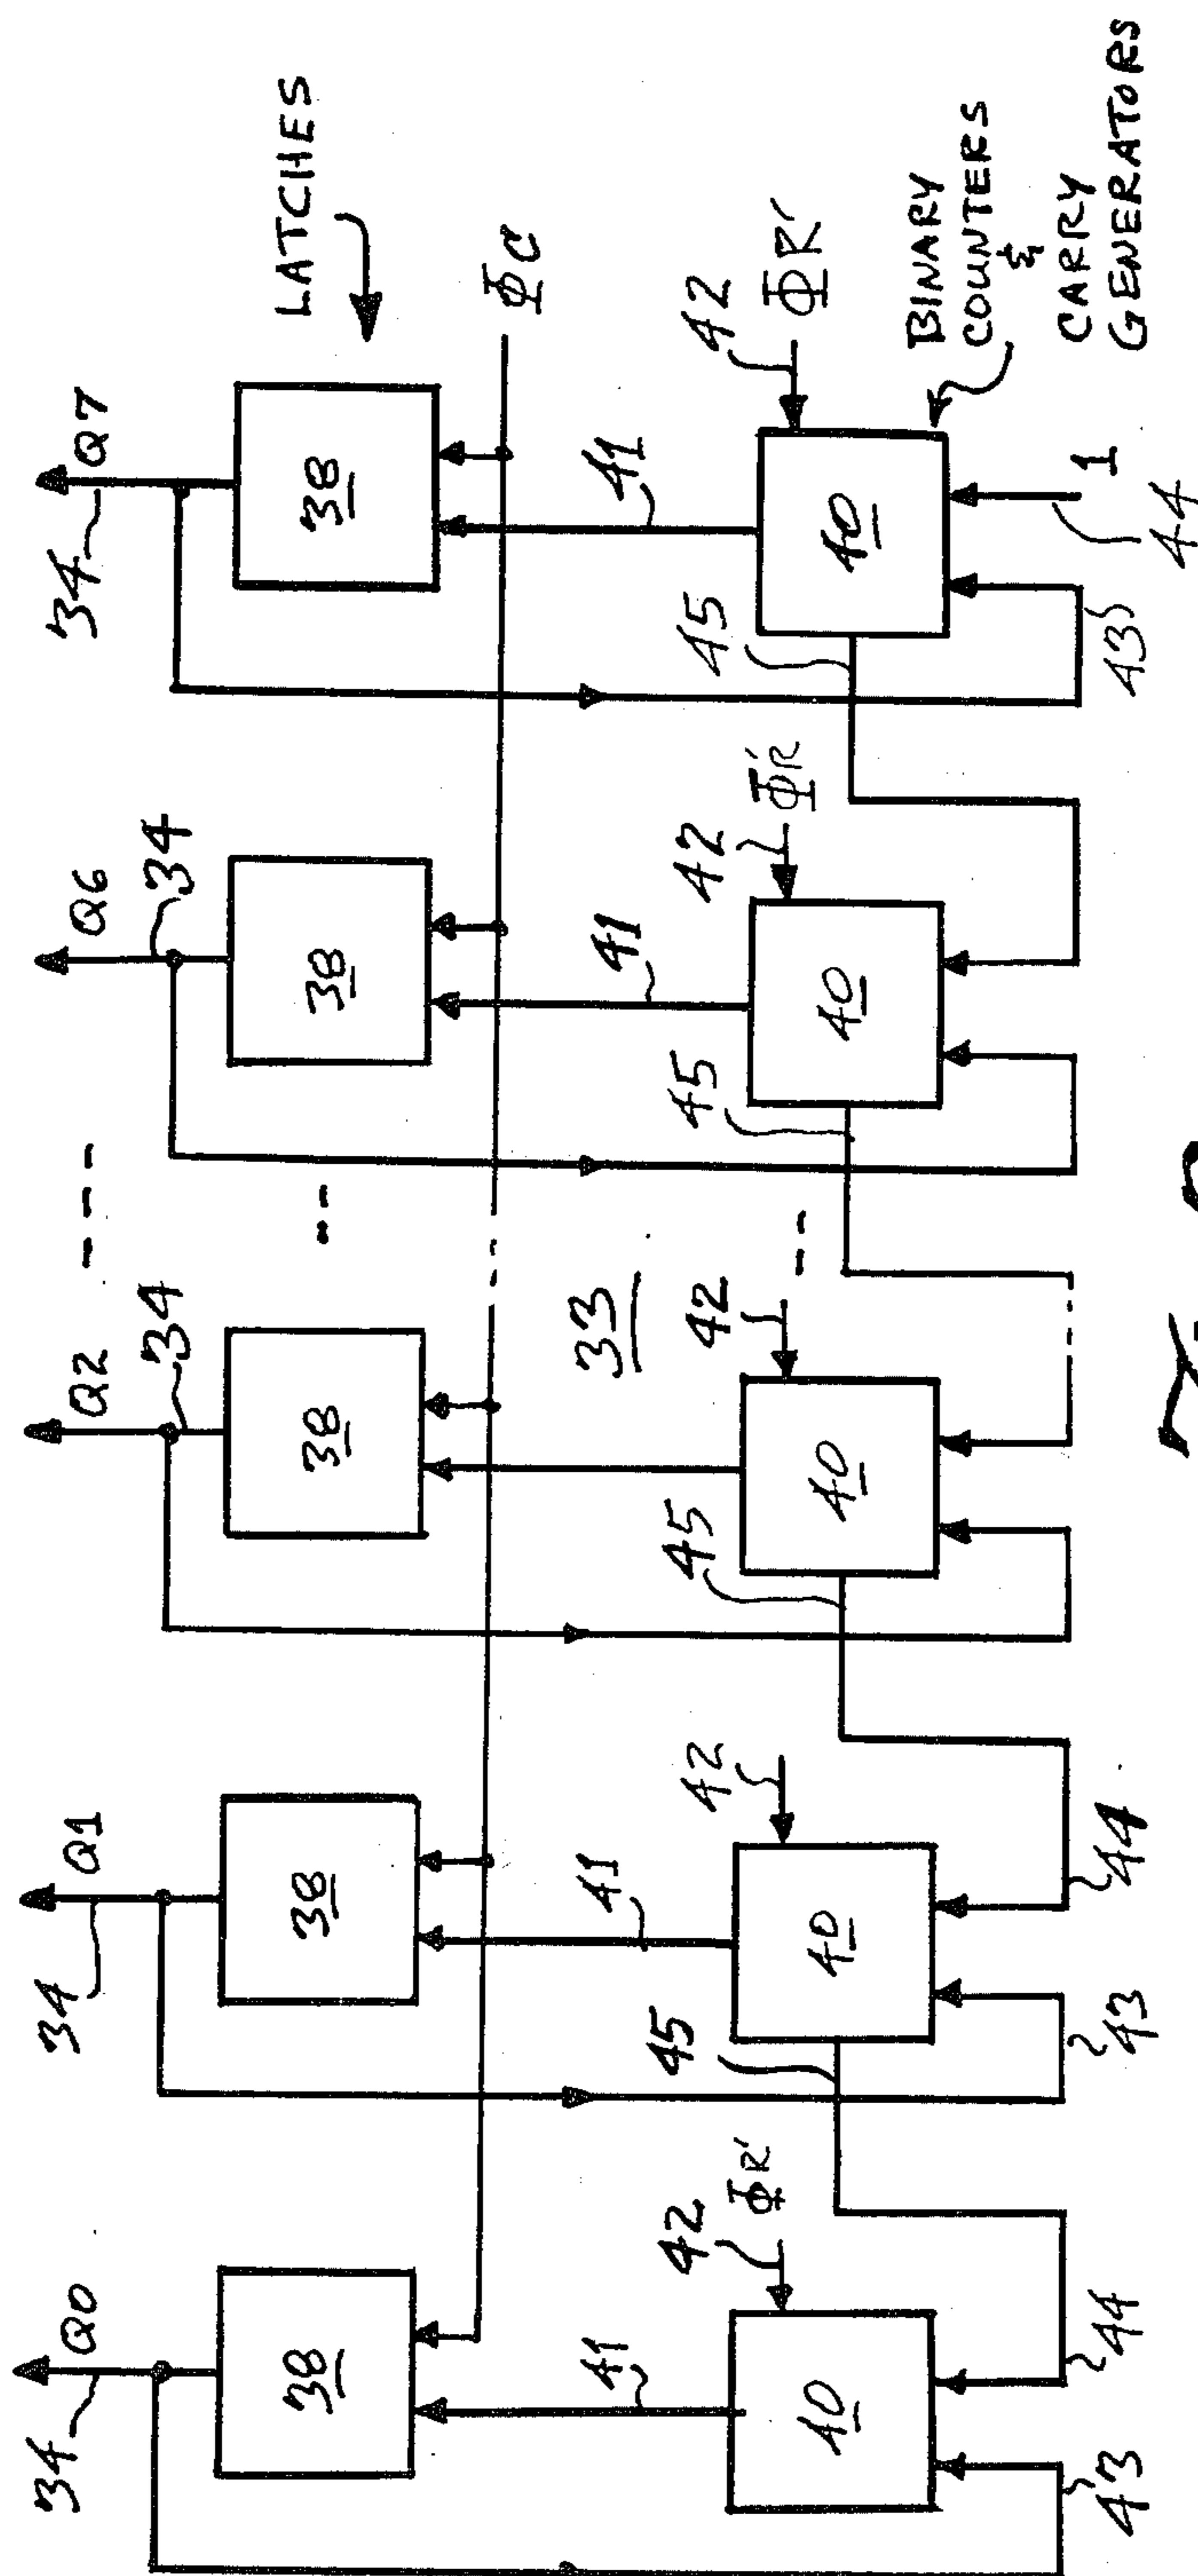 34 Q0
34 Q1
Q2 34
- - -
Q6 34
34 Q7
LATCHES
38
38
38
- -
38
38
ΦC
41
41
33
41
41
42 ΦR'
42
42
- -
42 ΦR'
42 ΦR'
45
45
45
45
40
40
40
40
40
BINARY
COUNTERS
&
CARRY
GENERATORS
43
44
43
44
43
44
1